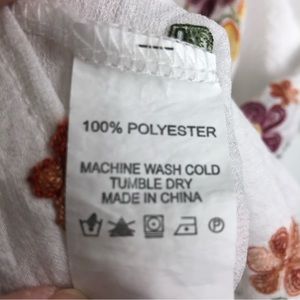 100% POLYESTER
MACHINE WASH COLD
TUMBLE DRY
MADE IN CHINA